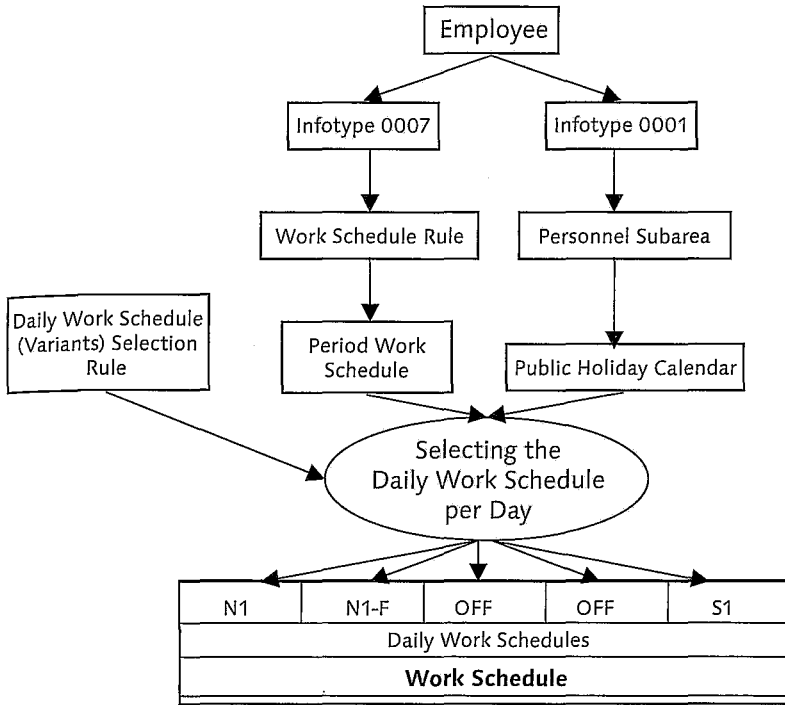 Employee
Infotype 0007
Infotype 0001
Work Schedule Rule
Personnel Subarea
Daily Work Schedule
(Variants) Selection
Rule
Period Work
Schedule
Public Holiday Calendar
Selecting the
Daily Work Schedule
per Day
N1 N1-F OFF OFF S1
Daily Work Schedules
Work Schedule